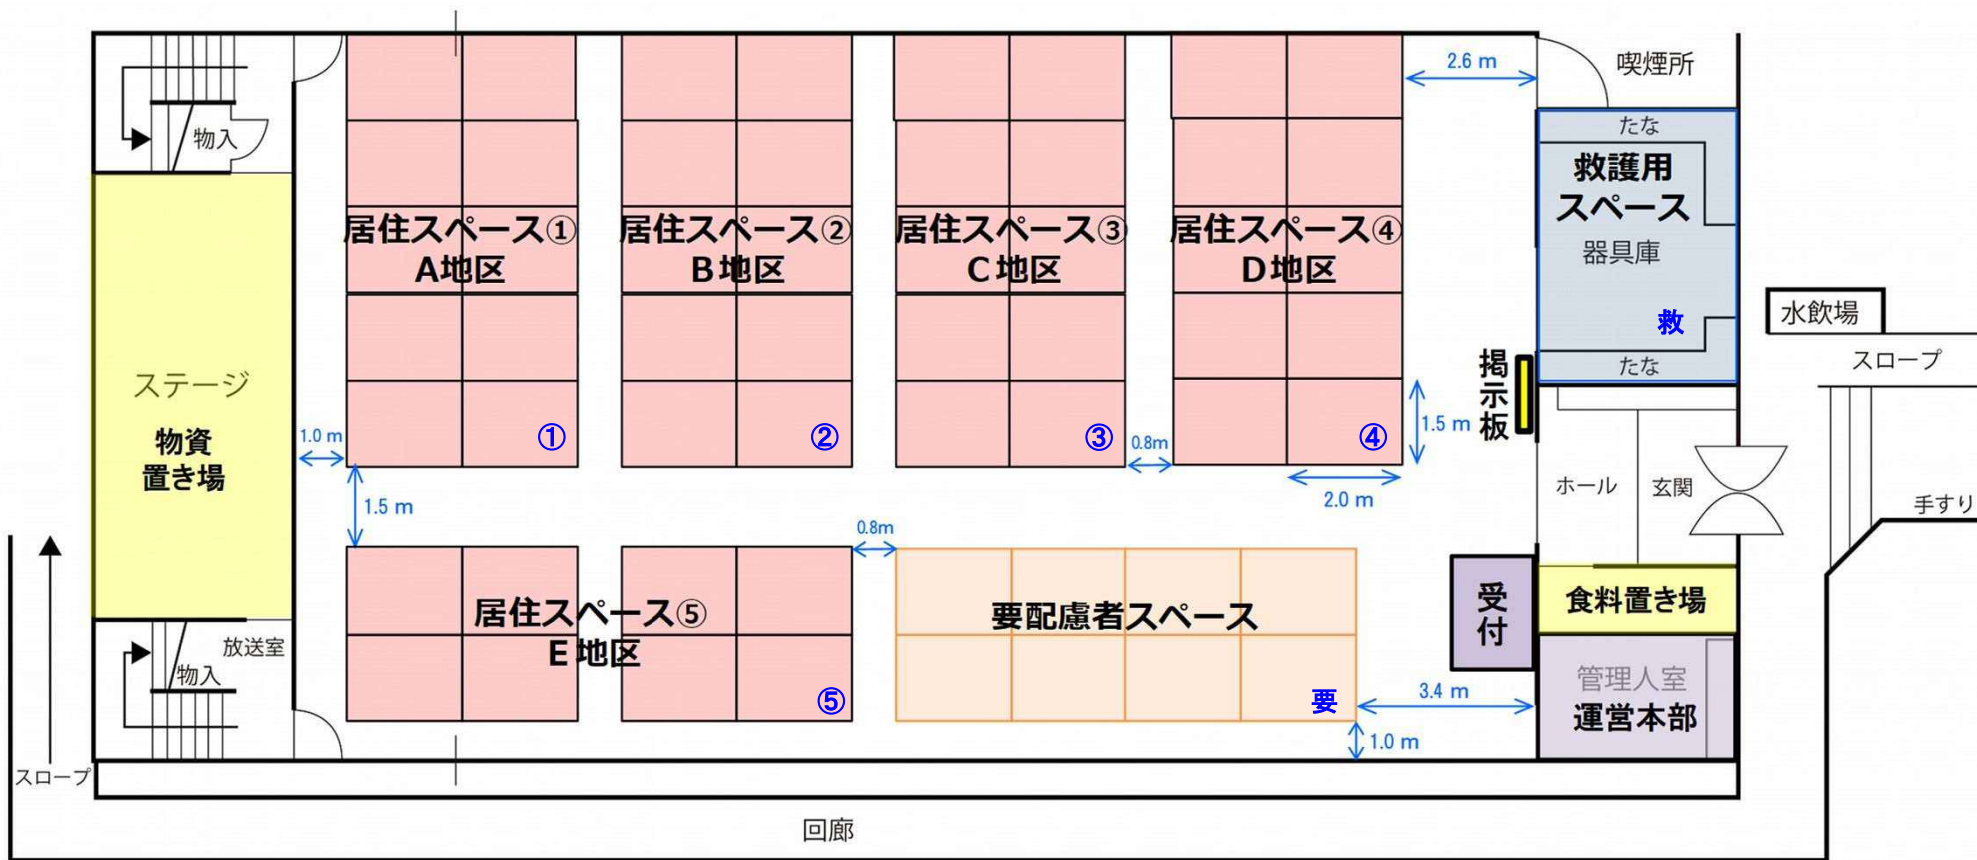 物入
ステージ
物資
置き場
放送室
物入
スロープ
居住スペース①
A地区
①
居住スペース②
B地区
②
居住スペース③
C地区
③
居住スペース④
D地区
④
2.6 m
喫煙所
たな
救護用
スペース
器具庫
救
たな
水飲場
スロープ
掲示板
1.0 m
0.8m
1.5 m
2.0 m
1.5 m
0.8m
ホール
玄関
手すり
居住スペース⑤
E地区
⑤
要配慮者スペース
要
受付
食料置き場
管理人室
運営本部
3.4 m
1.0 m
回廊